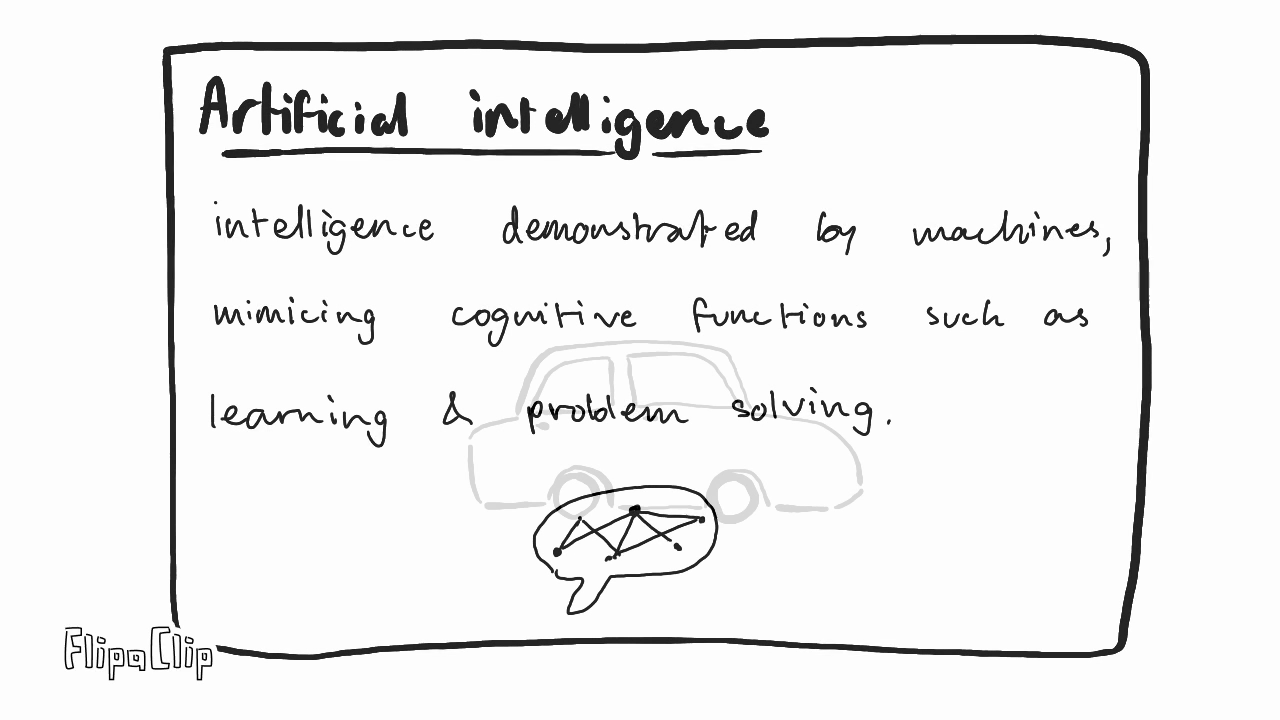 Artificial intelligence
intelligence demonstrated by machines,
mimicing cognitive functions such as
learning & problem solving.
FlipaClip